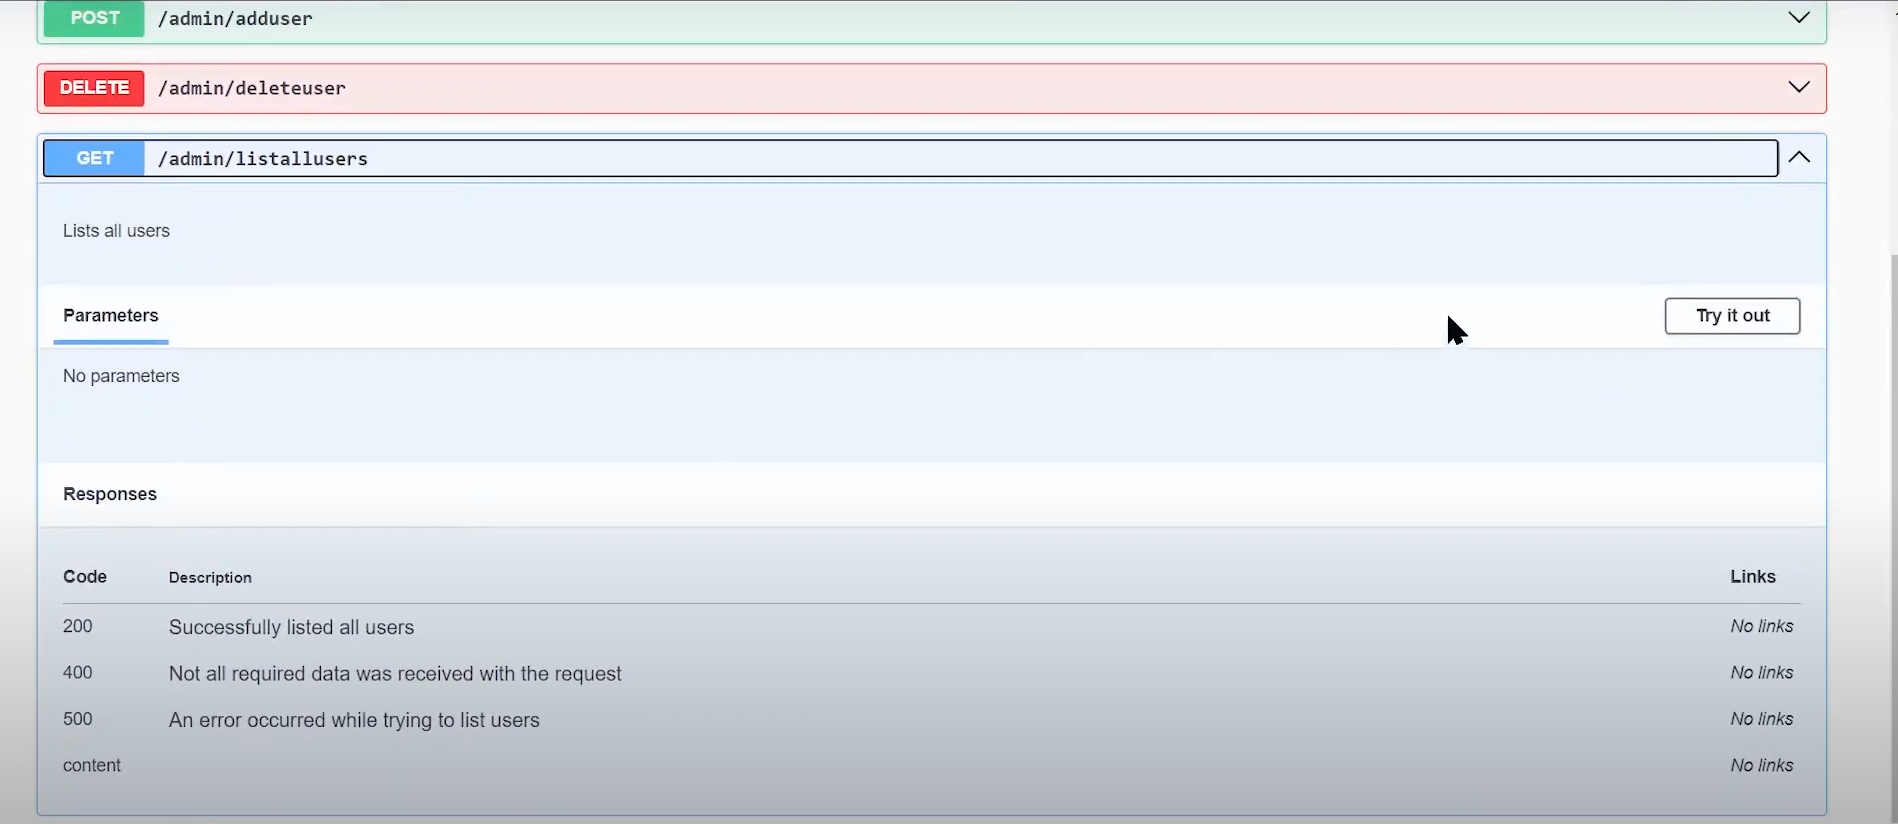 POST /admin/adduser
DELETE /admin/deleteuser
GET /admin/listallusers
Lists all users
Parameters Try it out
No parameters
Responses
Code Description Links
200 Successfully listed all users No links
400 Not all required data was received with the request No links
500 An error occurred while trying to list users No links
content No links